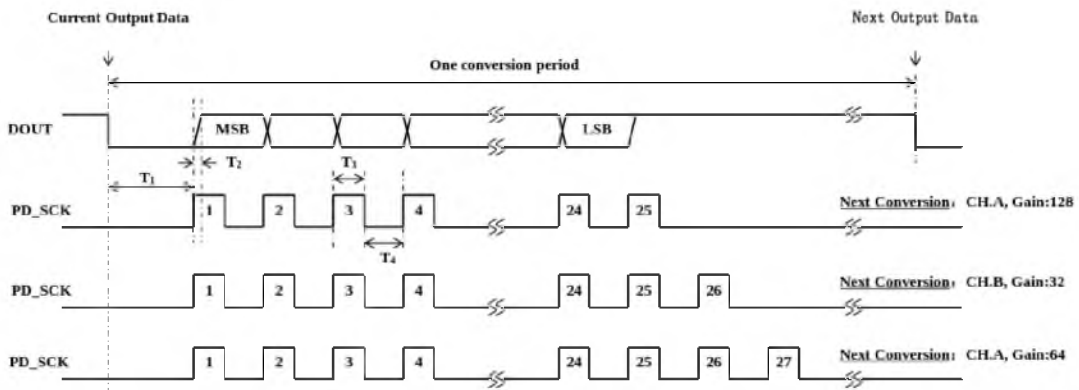 Current Output Data
Next Output Data
One conversion period
DOUT
MSB
LSB
T₂
T₃
T₁
PD_SCK
1 2 3 4 24 25
Next Conversion: CH.A, Gain:128
T₄
PD_SCK
1 2 3 4 24 25 26
Next Conversion: CH.B, Gain:32
PD_SCK
1 2 3 4 24 25 26 27
Next Conversion: CH.A, Gain:64